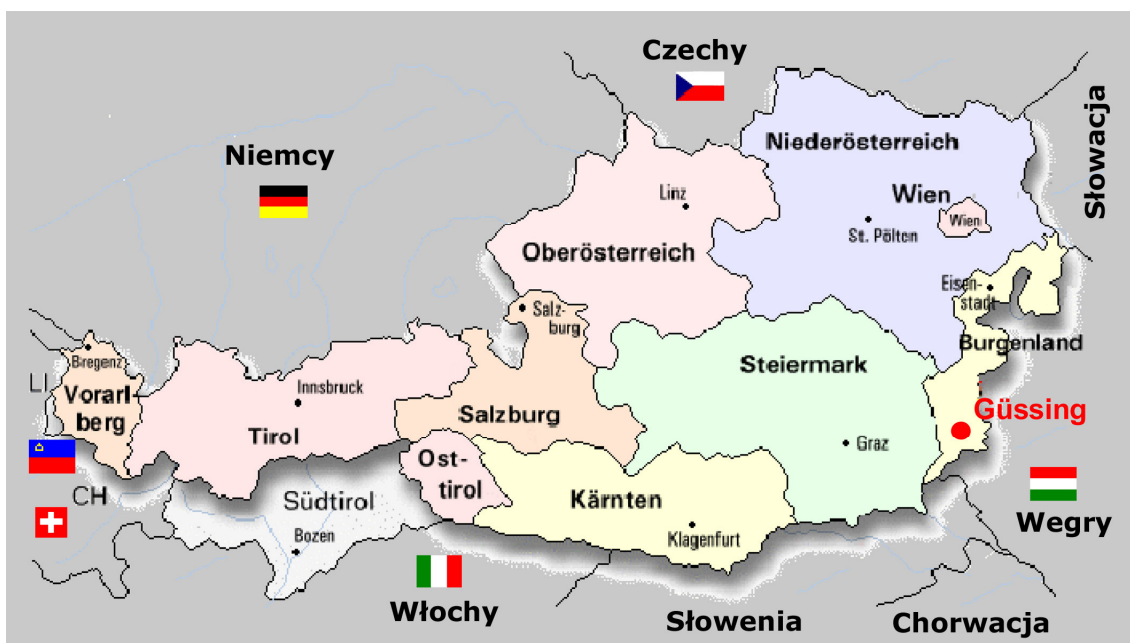 Czechy
Słowacja
Niemcy
Niederösterreich
Linz
Wien
Wien
St. Pölten
Oberösterreich
Eisen-
stadt
Salz-
burg
Burgenland
Bregenz
Steiermark
LI
Vorarl-
berg
Innsbruck
Salzburg
Güssing
Tirol
Graz
Ost-
tirol
CH
Südtirol
Kärnten
Wegry
Bozen
Klagenfurt
Włochy
Słowenia
Chorwacja